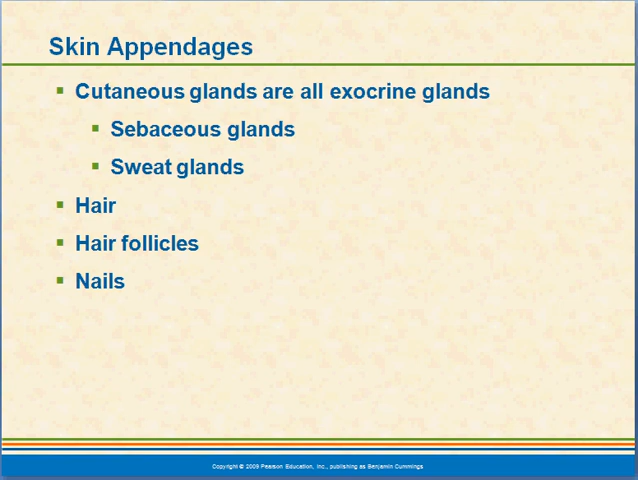 Skin Appendages
Cutaneous glands are all exocrine glands
Sebaceous glands
Sweat glands
Hair
Hair follicles
Nails
Copyright © 2009 Pearson Education, Inc., publishing as Benjamin Cummings